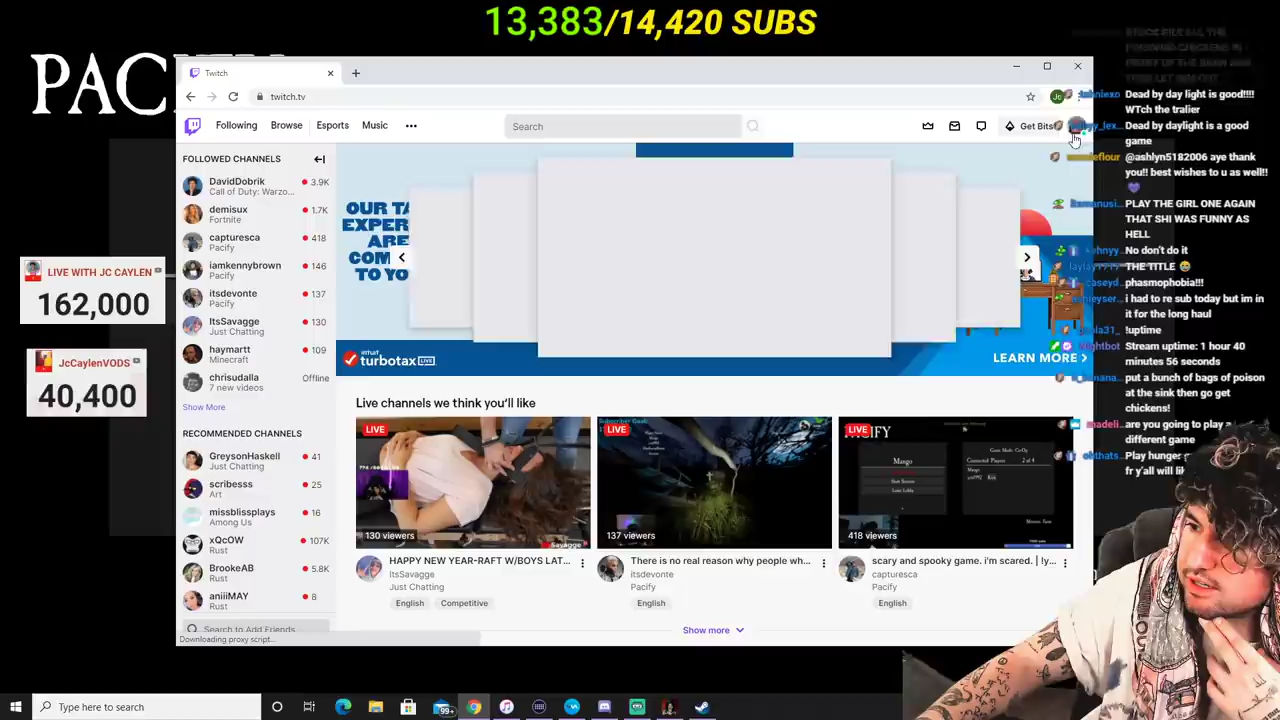 13,383/14,420 SUBS
PAC
Twitch
twitch.tv
Following
Browse
Esports
Music
Search
Get Bits
FOLLOWED CHANNELS
DavidDobrik
3.9K
Call of Duty: Warzo...
demisux
1.7K
Fortnite
capturesca
418
Pacify
iamkennybrown
146
Pacify
itsdevonte
137
Pacify
ItsSavagge
130
Just Chatting
haymartt
109
Minecraft
chrisudalla
Offline
7 new videos
Show More
RECOMMENDED CHANNELS
GreysonHaskell
41
Just Chatting
scribesss
25
Art
missblissplays
16
Among Us
xQcOW
107K
Rust
BrookeAB
5.8K
Rust
aniiiMAY
8
Rust
Search to Add Friends
Downloading proxy script...
LIVE WITH JC CAYLEN
162,000
JcCaylenVODS
40,400
OUR TA
EXPER
ARE
COM
TO YO
turbotax LIVE
LEARN MORE
Live channels we think you'll like
LIVE
130 viewers
HAPPY NEW YEAR-RAFT W/BOYS LAT...
ItsSavagge
Just Chatting
English
Competitive
LIVE
137 viewers
There is no real reason why people wh...
itsdevonte
Pacify
English
LIVE
PACIFY
Mango
418 viewers
scary and spooky game. i'm scared. | !y...
capturesca
Pacify
English
Show more
Dead by day light is good!!!!
WTch the tralier
Dead by daylight is a good
game
@ashlyn5182006 aye thank
you!! best wishes to u as well!!
PLAY THE GIRL ONE AGAIN
THAT SHI WAS FUNNY AS
HELL
No don't do it
THE TITLE
phasmophobia!!!
i had to re sub today but im in
it for the long haul
!uptime
Stream uptime: 1 hour 40
minutes 56 seconds
put a bunch of bags of poison
at the sink then go get
chickens!
are you going to play a
different game
Play hunger
fr y'all will
Type here to search
99+